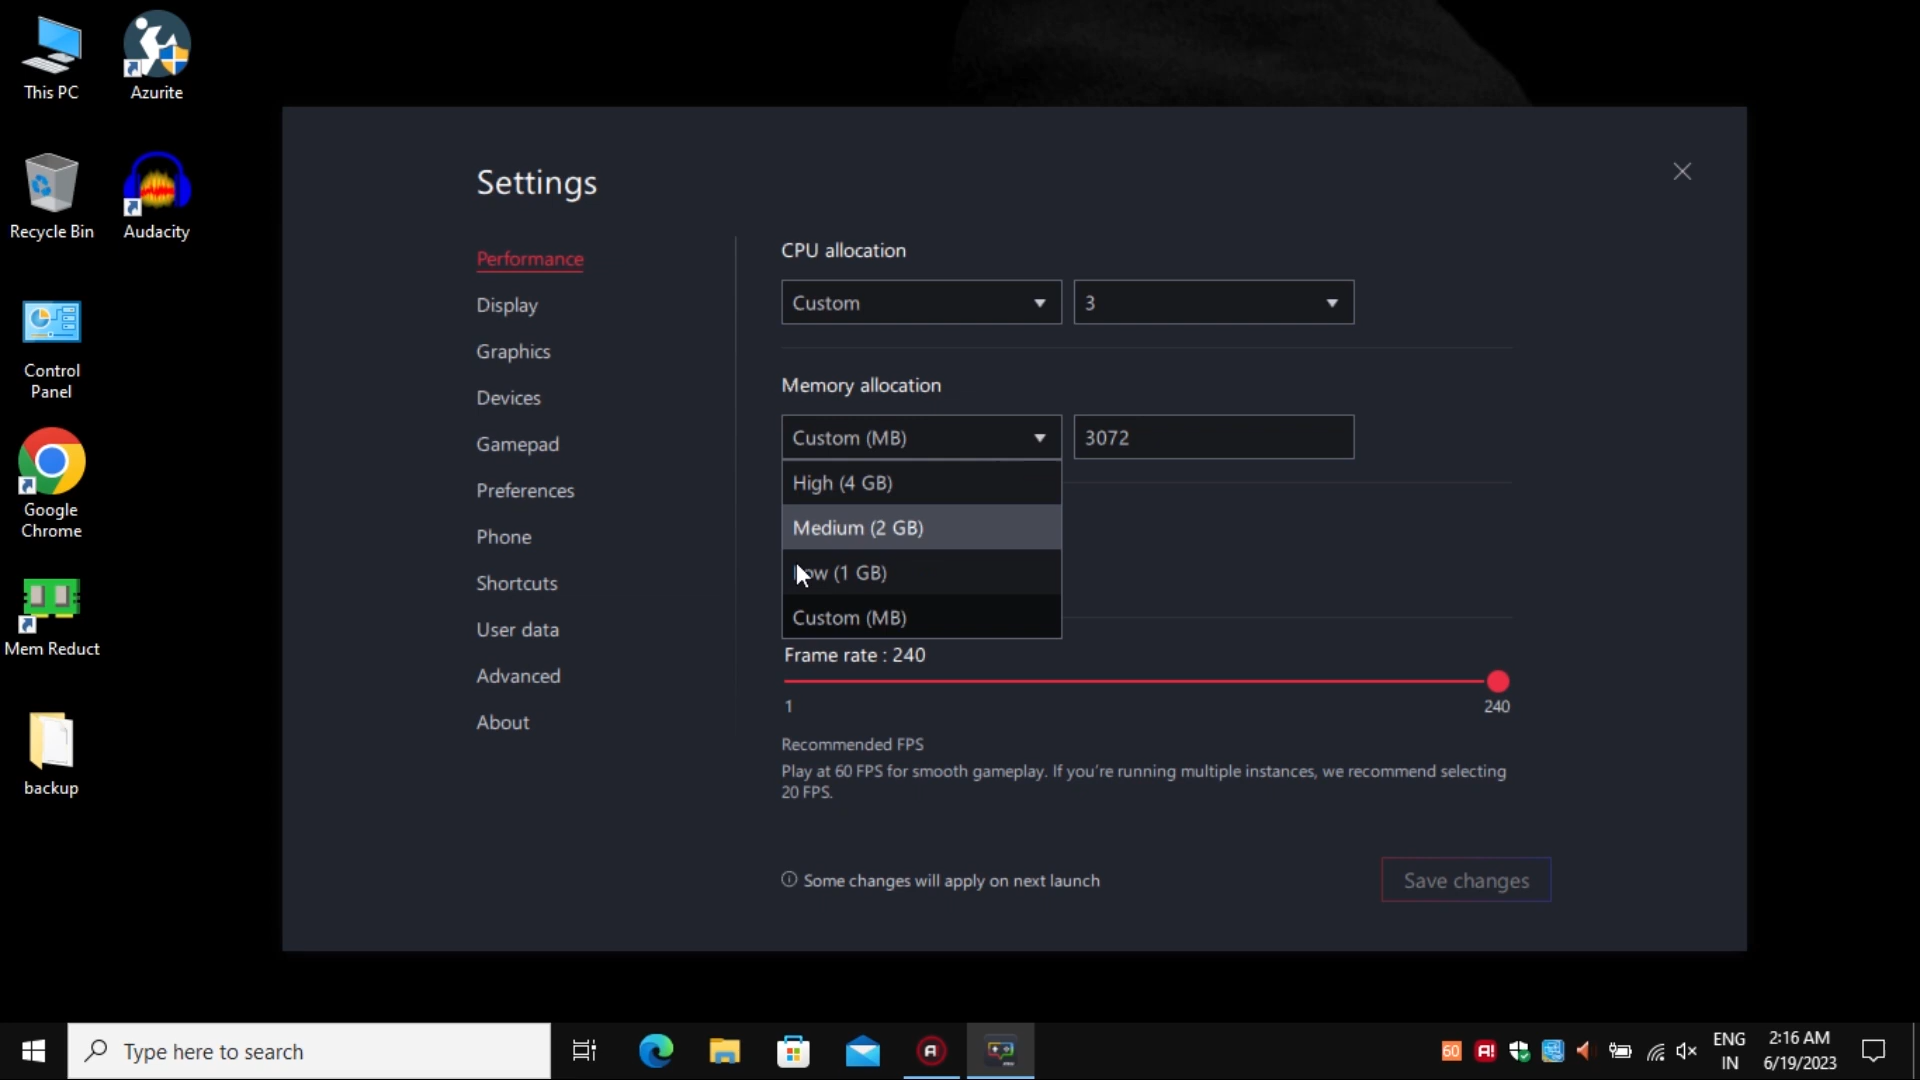 This PC
Azurite
Recycle Bin
Audacity
Control
Panel
Google
Chrome
Mem Reduct
backup
Settings
Performance
Display
Graphics
Devices
Gamepad
Preferences
Phone
Shortcuts
User data
Advanced
About
CPU allocation
Custom
3
Memory allocation
Custom (MB)
3072
High (4 GB)
Medium (2 GB)
Low (1 GB)
Custom (MB)
Frame rate : 240
1
240
Recommended FPS
Play at 60 FPS for smooth gameplay. If you're running multiple instances, we recommend selecting
20 FPS.
Some changes will apply on next launch
Save changes
Type here to search
60
ENG
IN
2:16 AM
6/19/2023